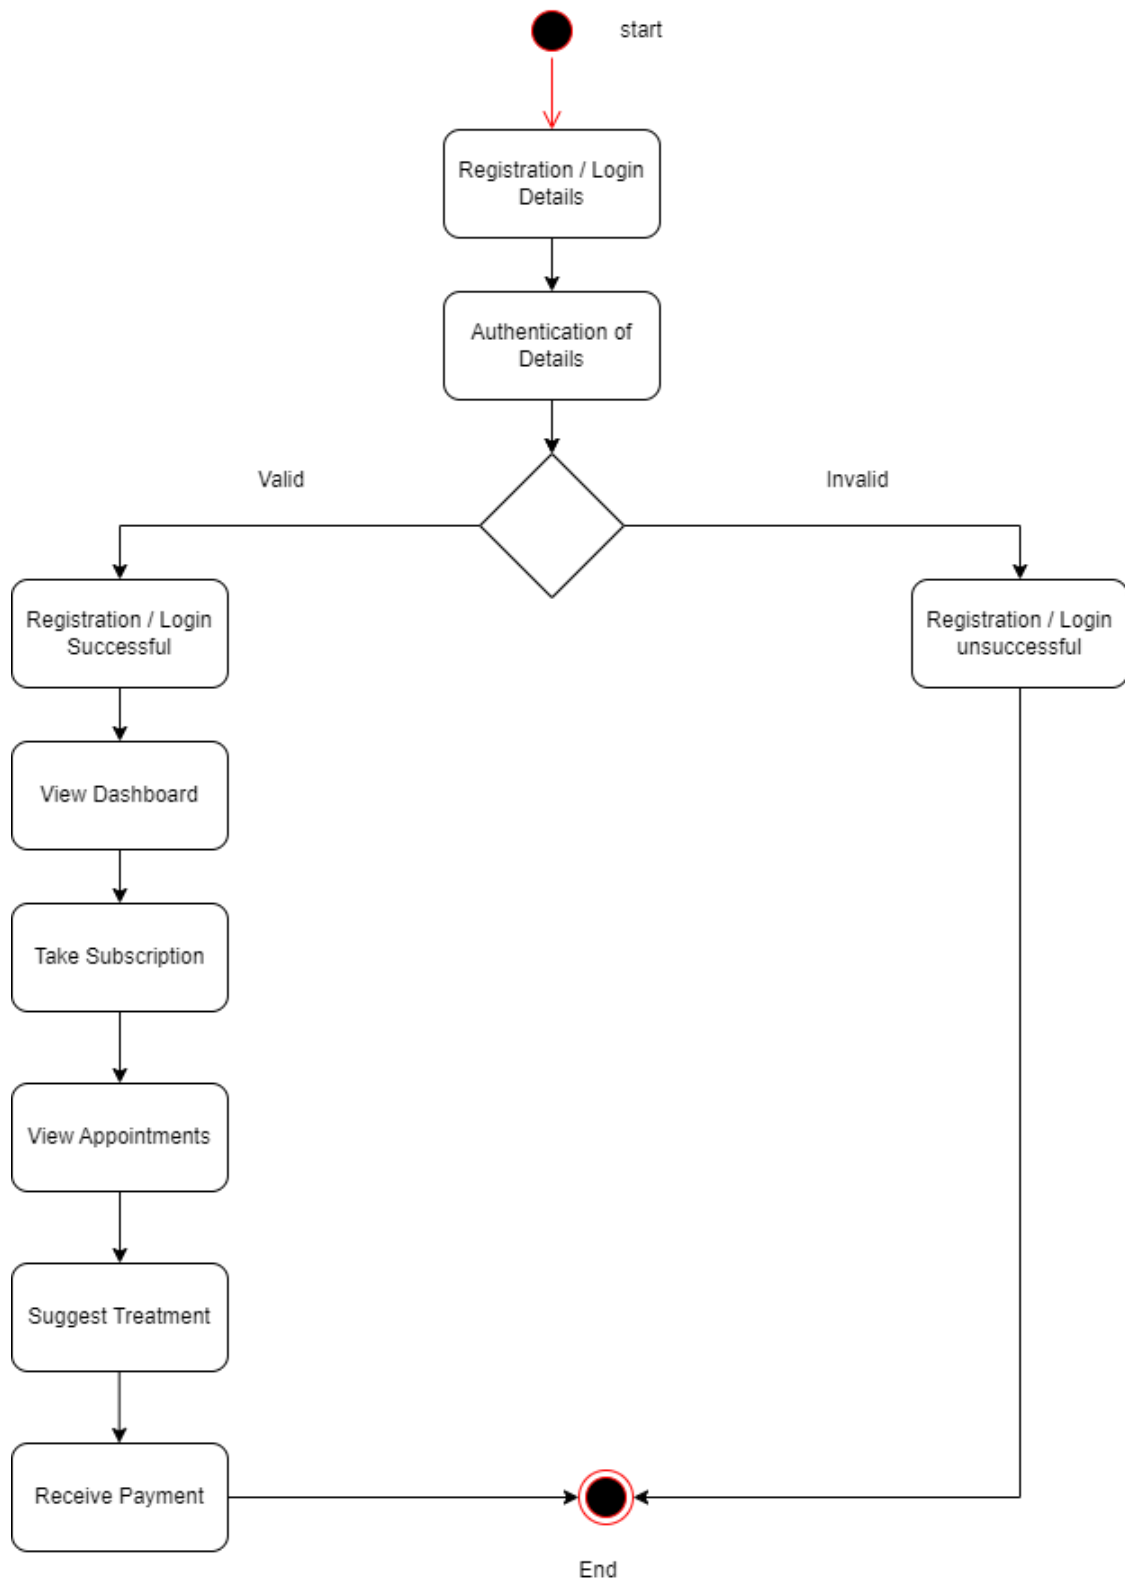 start
Registration / Login
Details
Authentication of
Details
Valid
Invalid
Registration / Login
Successful
Registration / Login
unsuccessful
View Dashboard
Take Subscription
View Appointments
Suggest Treatment
Receive Payment
End